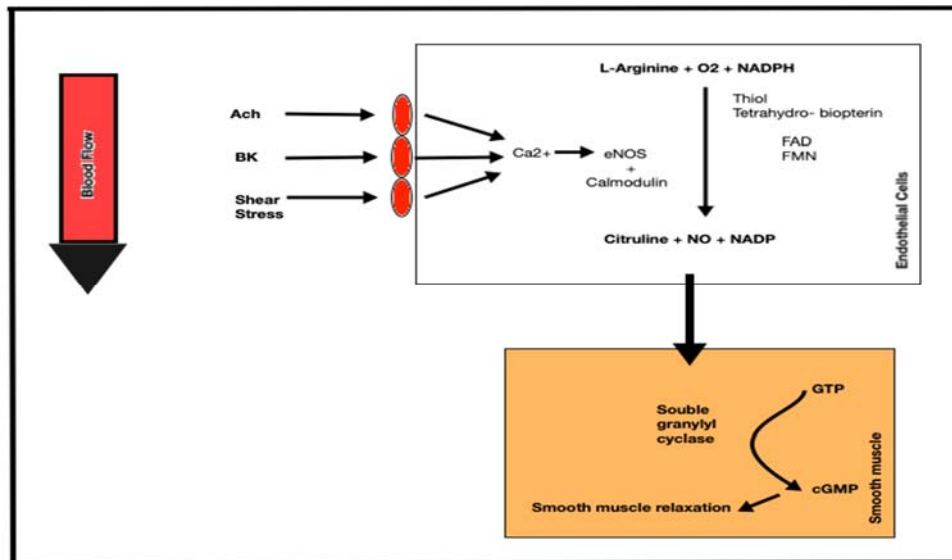 Blood Flow
Ach
BK
Shear
Stress
L-Arginine + O2 + NADPH
Thiol
Tetrahydro- biopterin
FAD
FMN
Ca2+
eNOS
+
Calmodulin
Citruline + NO + NADP
Endothelial Cells
GTP
Souble
granylyl
cyclase
cGMP
Smooth muscle relaxation
Smooth muscle